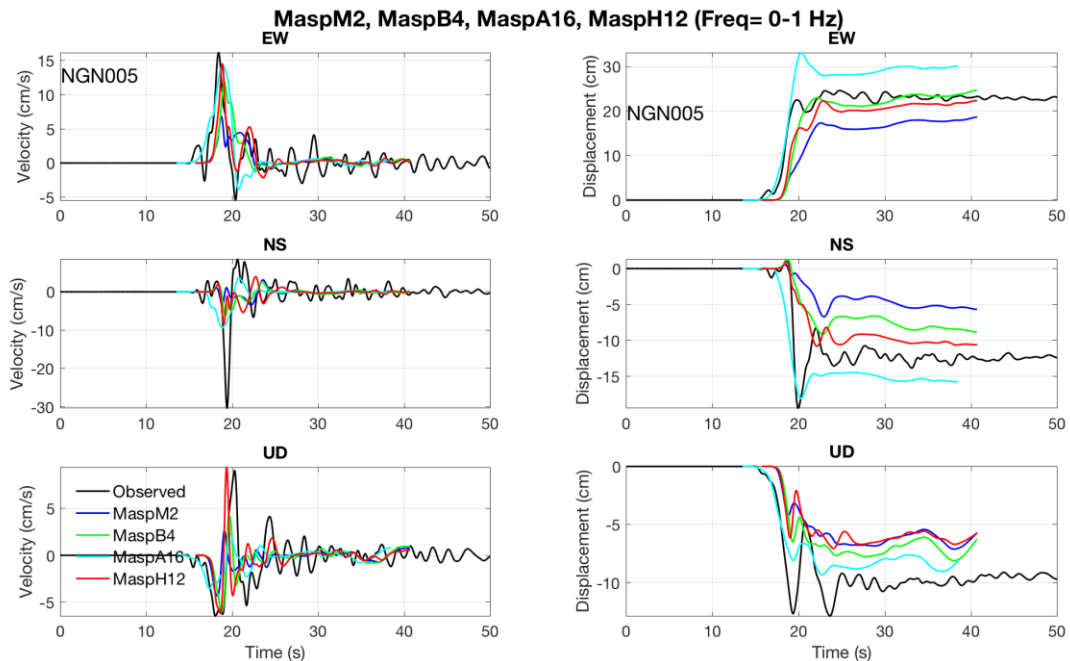 MaspM2, MaspB4, MaspA16, MaspH12 (Freq= 0-1 Hz)
EW
NGN005
Velocity (cm/s)
15
10
5
0
-5
0 10 20 30 40 50
EW
NGN005
Displacement (cm)
30
20
10
0
0 10 20 30 40 50
NS
Velocity (cm/s)
0
-10
-20
-30
0 10 20 30 40 50
NS
Displacement (cm)
0
-5
-10
-15
0 10 20 30 40 50
UD
Velocity (cm/s)
5
0
-5
Observed
MaspM2
MaspB4
MaspA16
MaspH12
0 10 20 30 40 50
Time (s)
UD
Displacement (cm)
0
-5
-10
0 10 20 30 40 50
Time (s)